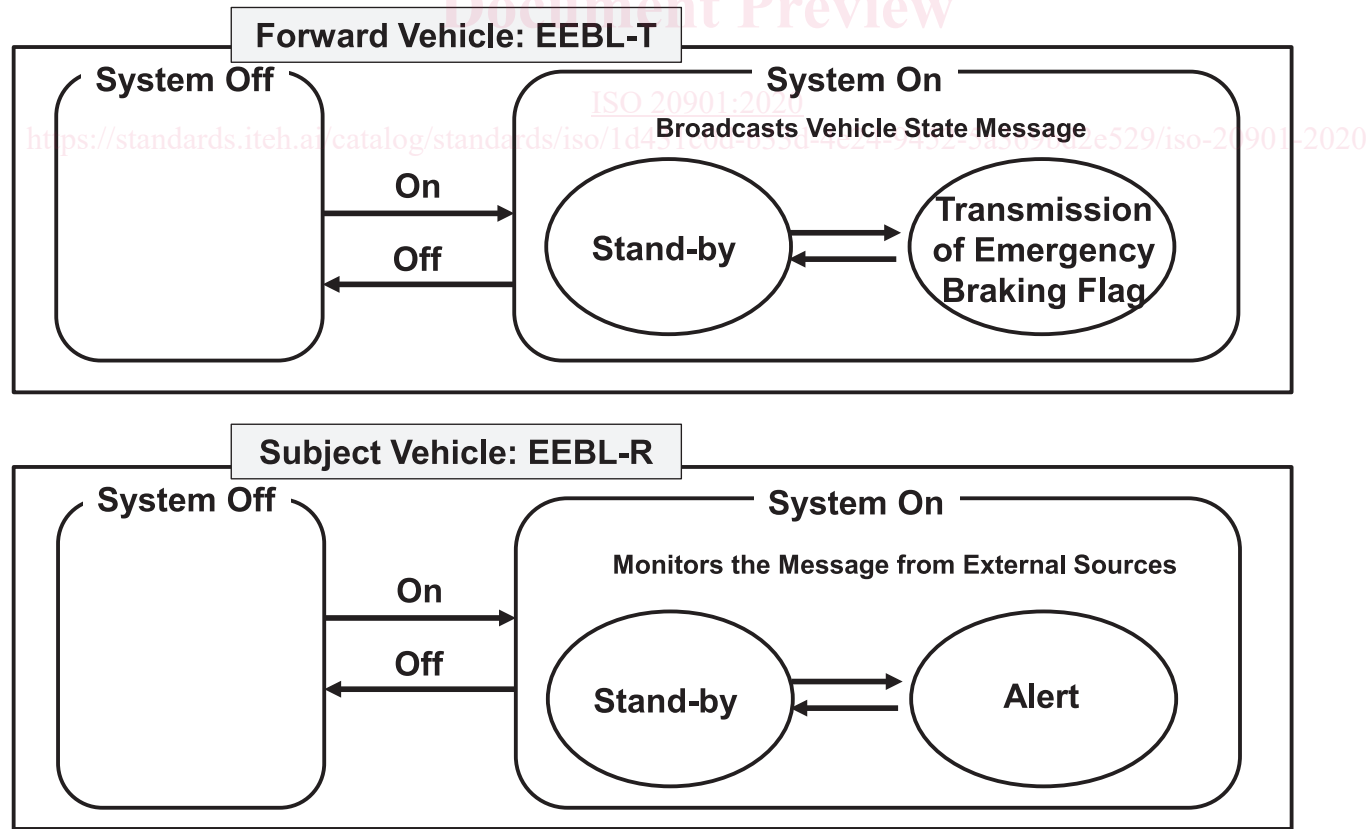 Document Preview
Forward Vehicle: EEBL-T
System Off
System On
ISO 20901:2020
Broadcasts Vehicle State Message
On
Off
Stand-by
Transmission
of Emergency
Braking Flag
Subject Vehicle: EEBL-R
System Off
System On
Monitors the Message from External Sources
On
Off
Stand-by
Alert